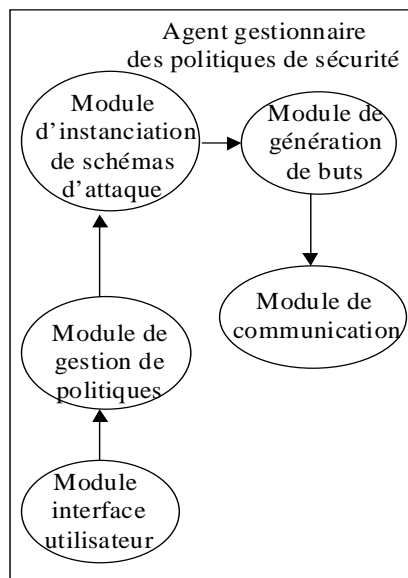 Agent gestionnaire
des politiques de sécurité
Module
d’instanciation
de schémas
d’attaque
Module de
génération
de buts
Module de
communication
Module de
gestion de
politiques
Module
interface
utilisateur